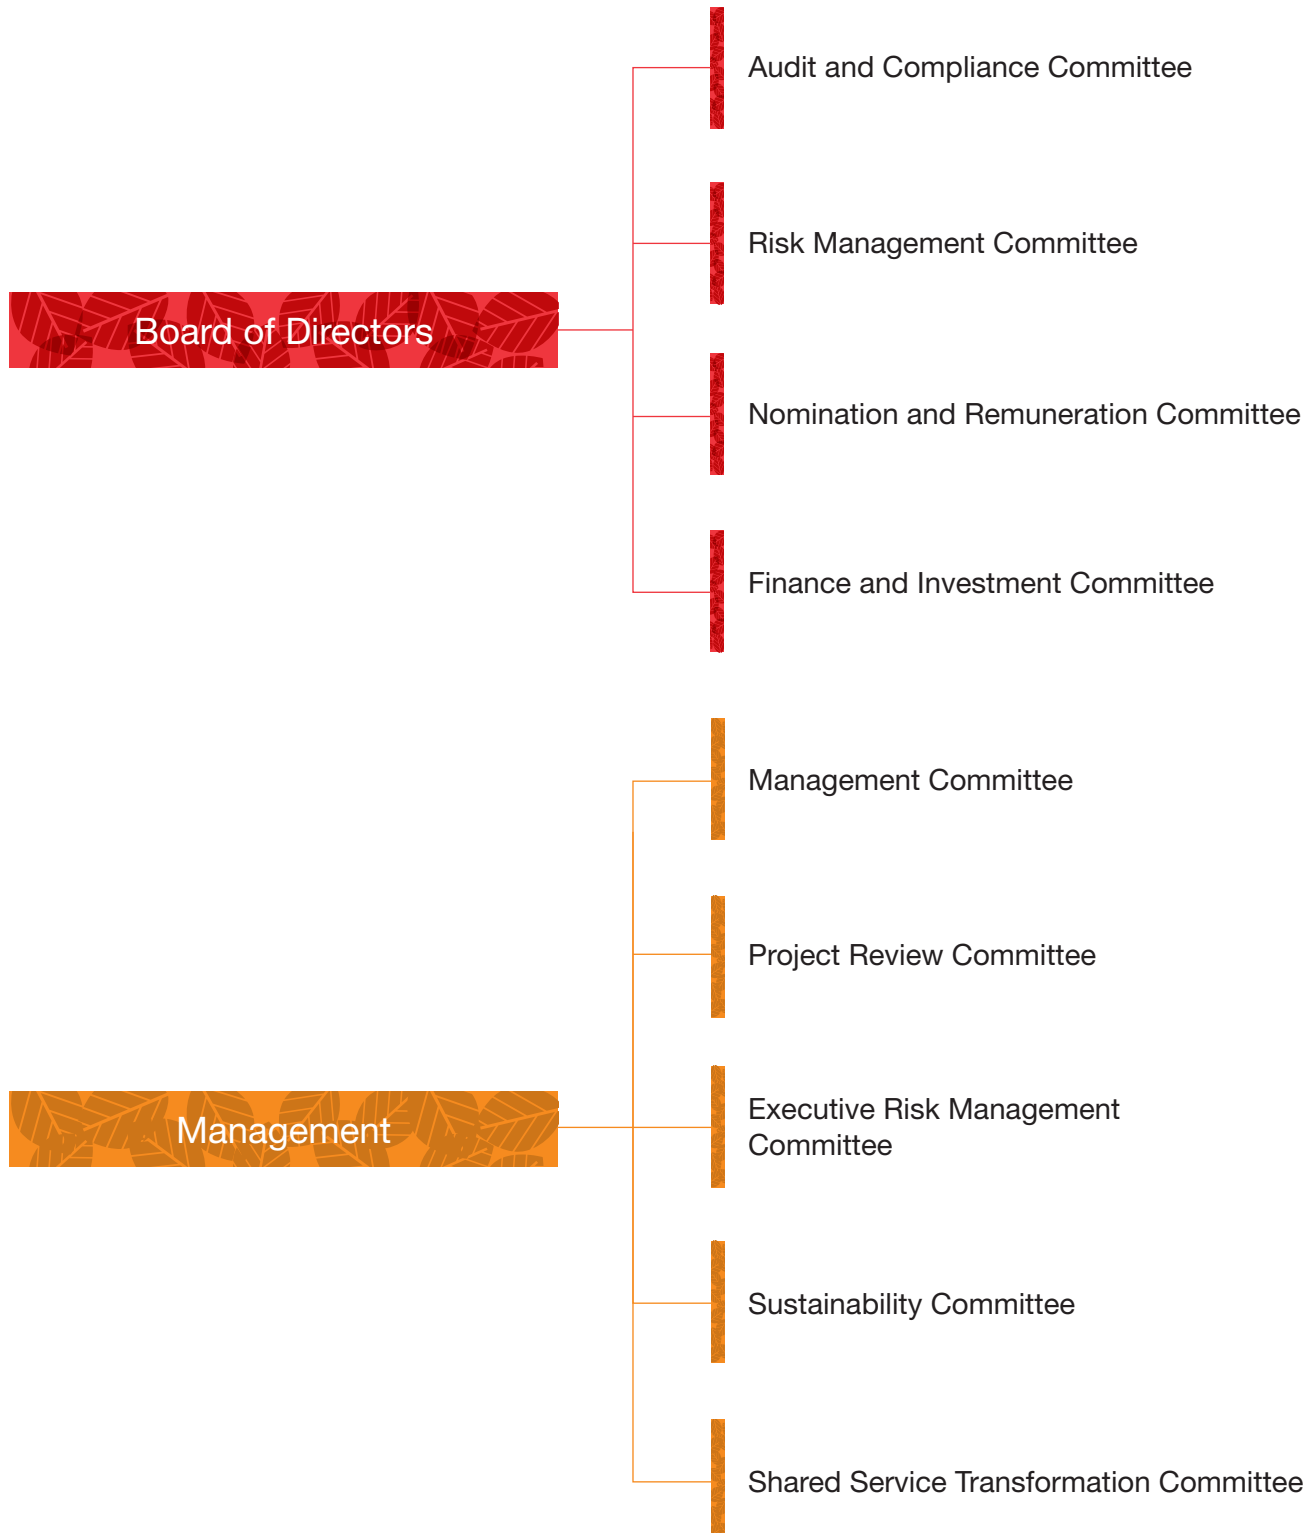 Audit and Compliance Committee
Risk Management Committee
Board of Directors
Nomination and Remuneration Committee
Finance and Investment Committee
Management Committee
Project Review Committee
Executive Risk Management
Committee
Management
Sustainability Committee
Shared Service Transformation Committee